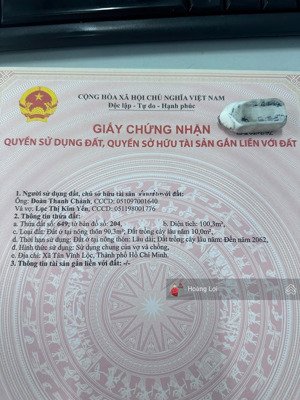 CỘNG HÒA XÃ HỘI CHỦ NGHĨA VIỆT NAM
Độc lập - Tự do - Hạnh phúc
GIẤY CHỨNG NHẬN
QUYỀN SỬ DỤNG ĐẤT, QUYỀN SỞ HỮU TÀI SẢN GẮN LIỀN VỚI ĐẤT
1. Người sử dụng đất, chủ sở hữu tài sản gắn liền với đất:
Ông: Đoàn Thanh Chánh, CCCD: 051097001640
Và vợ: Lạc Thị Kim Yến, CCCD: 051198001776
2. Thông tin thửa đất:
a. Thửa đất số: 649; tờ bản đồ số: 204, b. Diện tích: 100,3m²,
c. Loại đất: Đất ở tại nông thôn 90,3m², Đất trồng cây lâu năm 10,0m²,
d. Thời hạn sử dụng: Đất ở tại nông thôn: Lâu dài; Đất trồng cây lâu năm: Đến năm 2062,
đ. Hình thức sử dụng: Sử dụng chung của vợ và chồng,
e. Địa chỉ: Xã Tân Vĩnh Lộc, Thành phố Hồ Chí Minh.
3. Thông tin tài sản gắn liền với đất: -/-
Hoàng Lợi